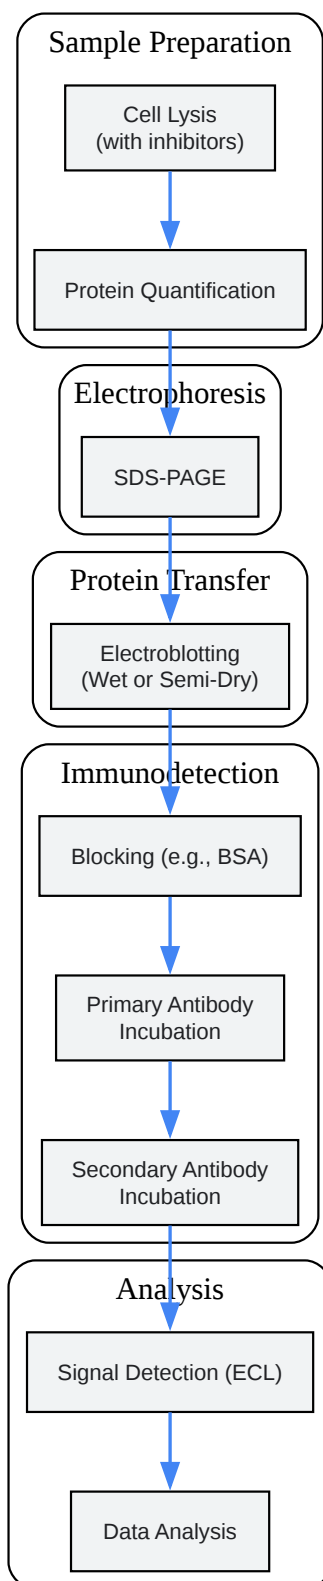 Sample Preparation
Cell Lysis
(with inhibitors)
Protein Quantification
Electrophoresis
SDS-PAGE
Protein Transfer
Electroblotting
(Wet or Semi-Dry)
Immunodetection
Blocking (e.g., BSA)
Primary Antibody
Incubation
Secondary Antibody
Incubation
Analysis
Signal Detection (ECL)
Data Analysis